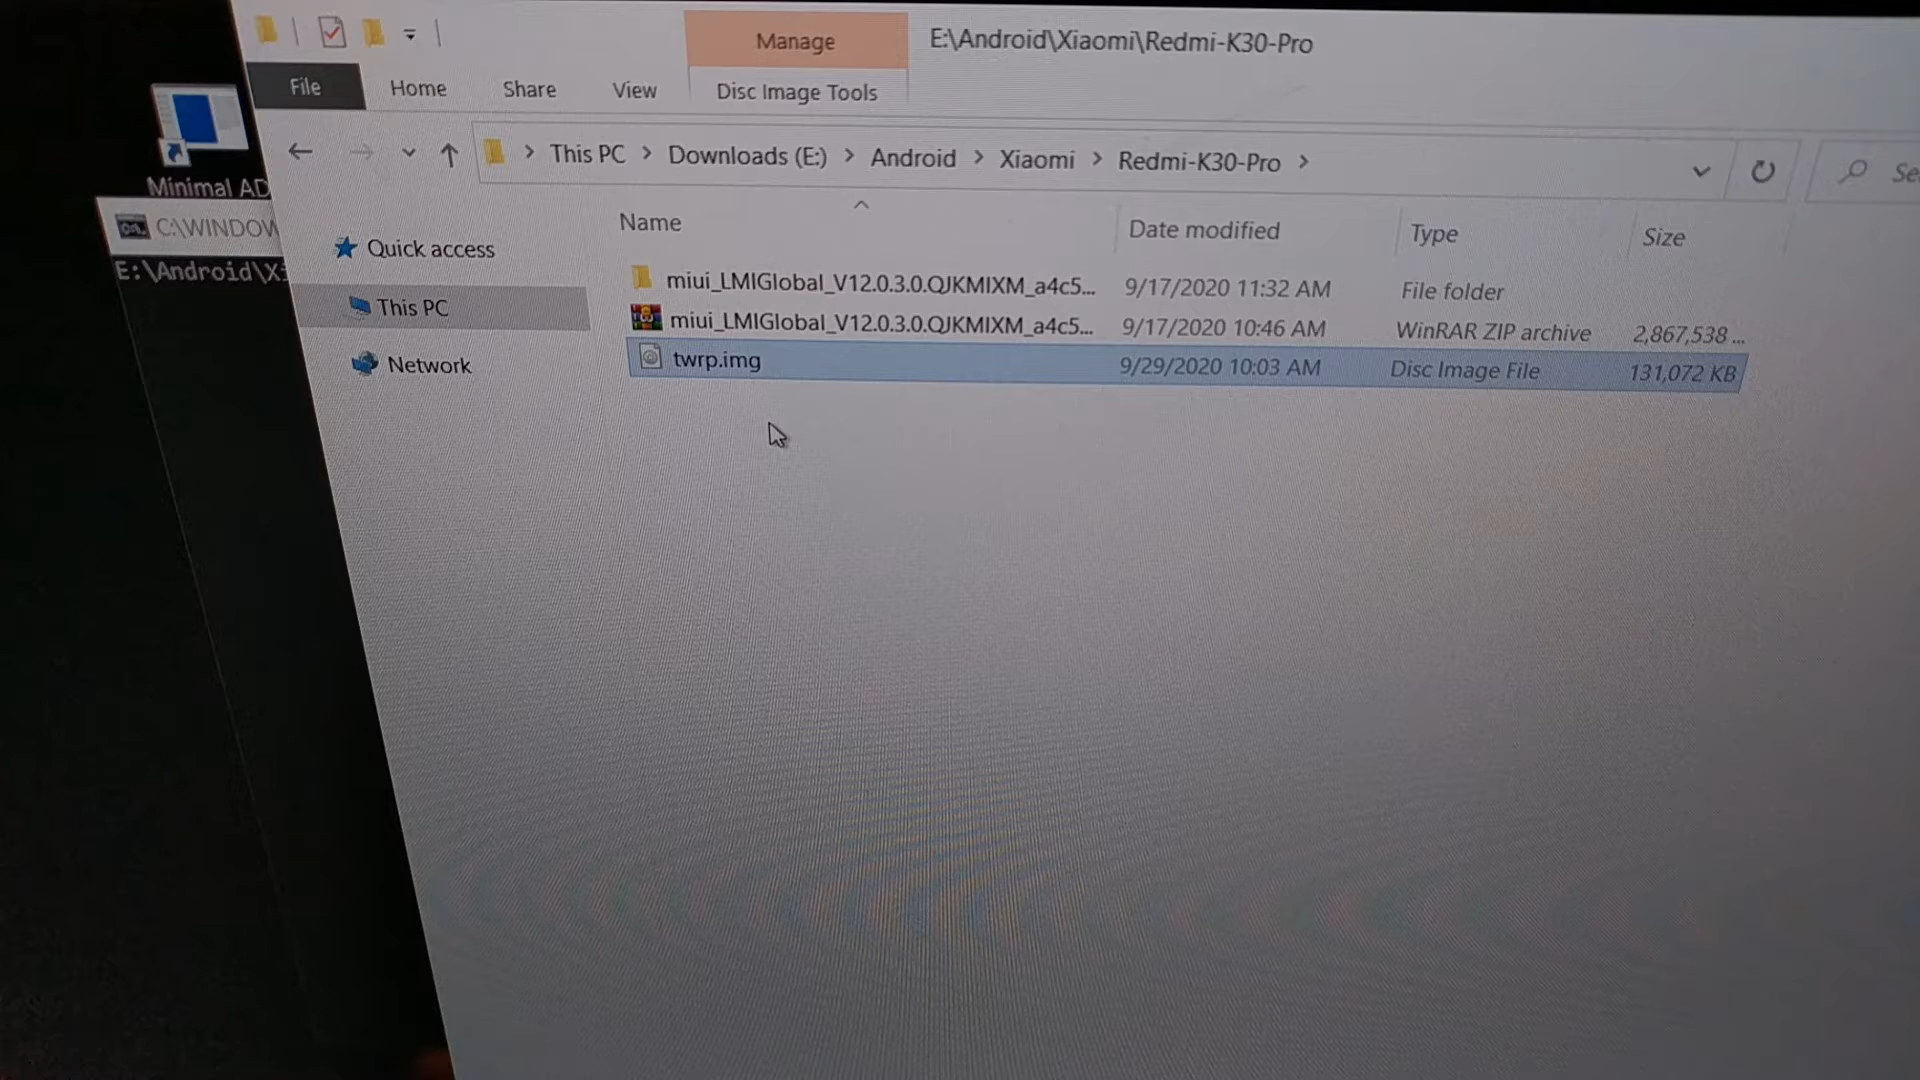 Manage
E:\Android\Xiaomi\Redmi-K30-Pro
File
Home
Share
View
Disc Image Tools
This PC
Downloads (E:)
Android
Xiaomi
Redmi-K30-Pro
Minimal AD
C:\WINDOW
E:\Android\Xi
Name
Date modified
Type
Size
Quick access
This PC
Network
miui_LMIGlobal_V12.0.3.0.QJKMIXM_a4c5...
9/17/2020 11:32 AM
File folder
miui_LMIGlobal_V12.0.3.0.QJKMIXM_a4c5...
9/17/2020 10:46 AM
WinRAR ZIP archive
2,867,538 ...
twrp.img
9/29/2020 10:03 AM
Disc Image File
131,072 KB